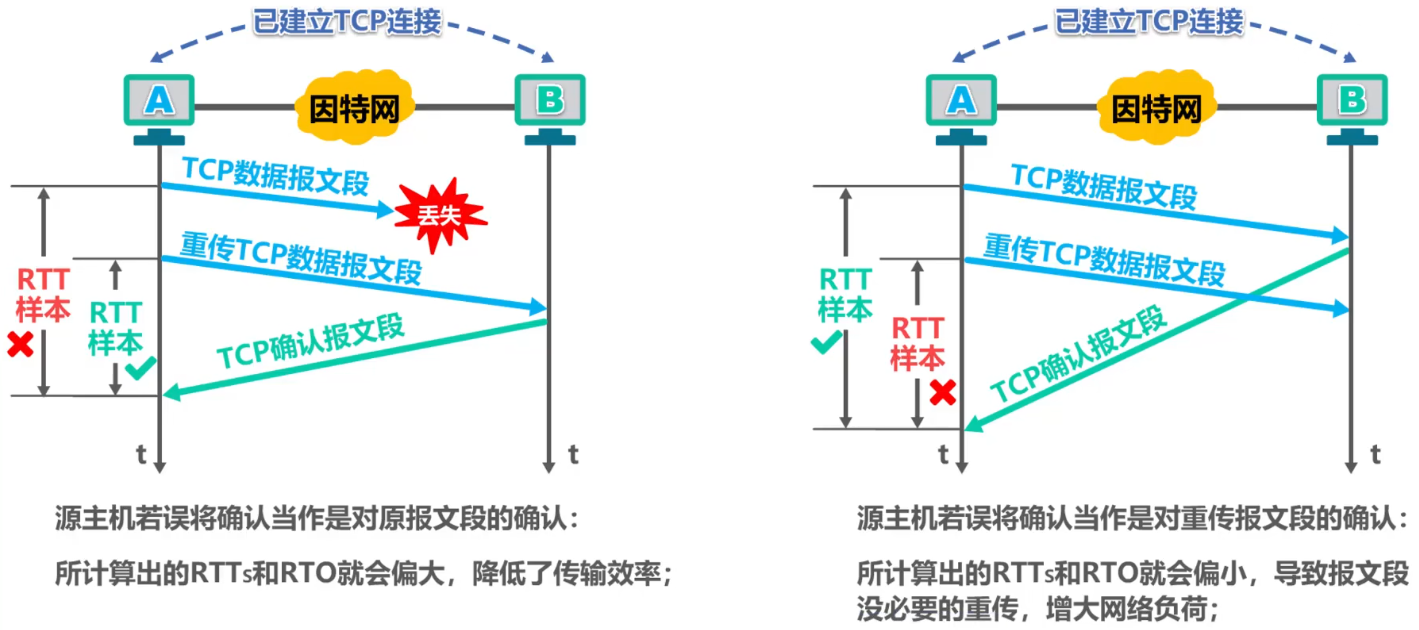 已建立TCP连接
A
因特网
B
TCP数据报文段
丢失
重传TCP数据报文段
RTT
样本
RTT
样本
TCP确认报文段
t
t
源主机若误将确认当作是对原报文段的确认：
所计算出的RTTs和RTO就会偏大，降低了传输效率；
已建立TCP连接
A
因特网
B
TCP数据报文段
重传TCP数据报文段
RTT
样本
RTT
样本
TCP确认报文段
t
t
源主机若误将确认当作是对重传报文段的确认：
所计算出的RTTs和RTO就会偏小，导致报文段
没必要的重传，增大网络负荷；